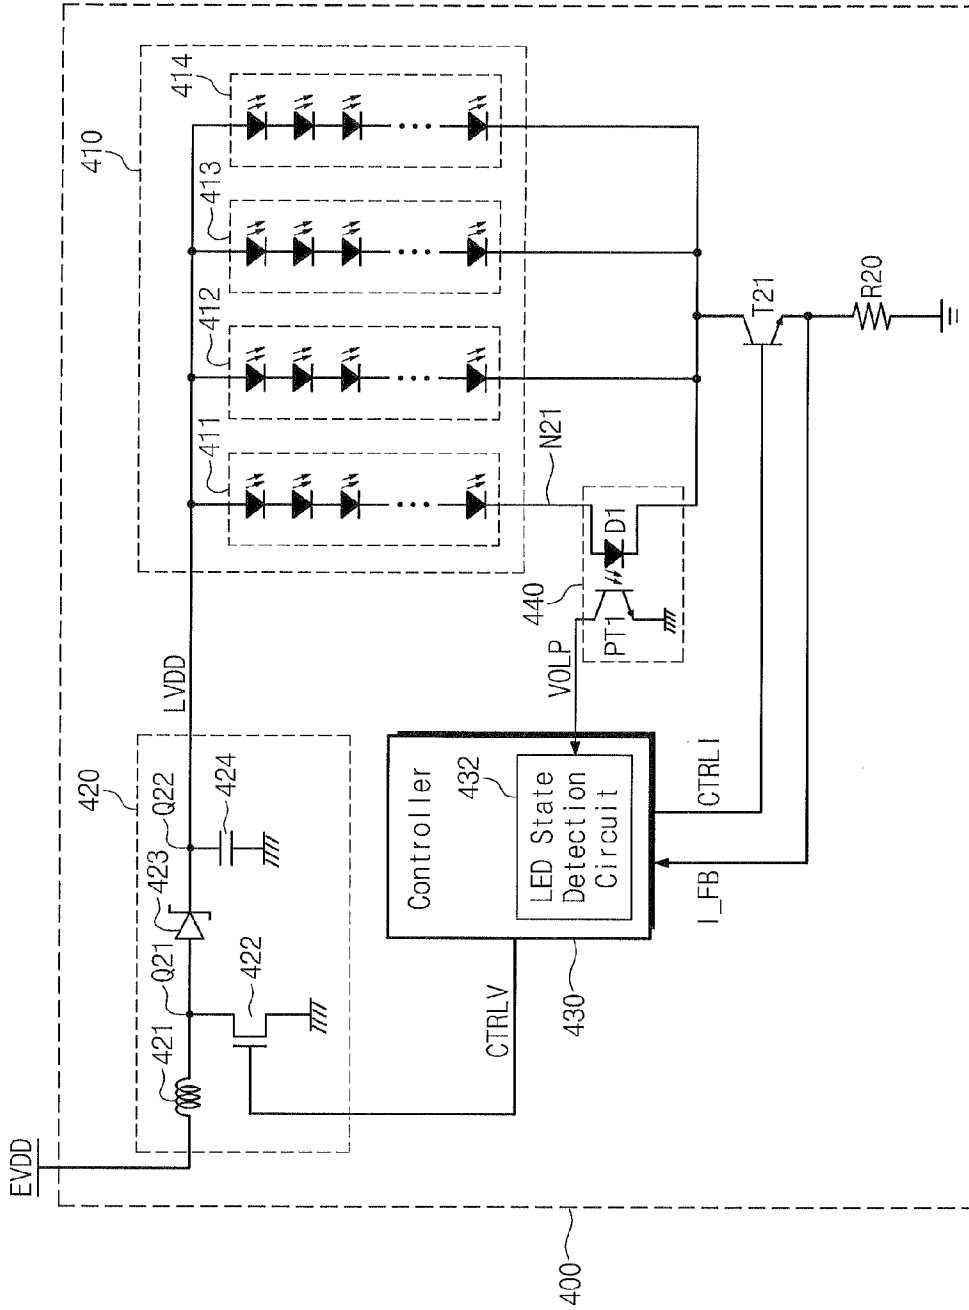 EVDD
400
420
421
Q21
423
Q22
424
422
LVDD
410
411
412
413
414
CTRLV
430
Controller
432
LED State
Detection
Circuit
VOLP
440
PT1
D1
N21
I_FB
CTRLI
T21
R20